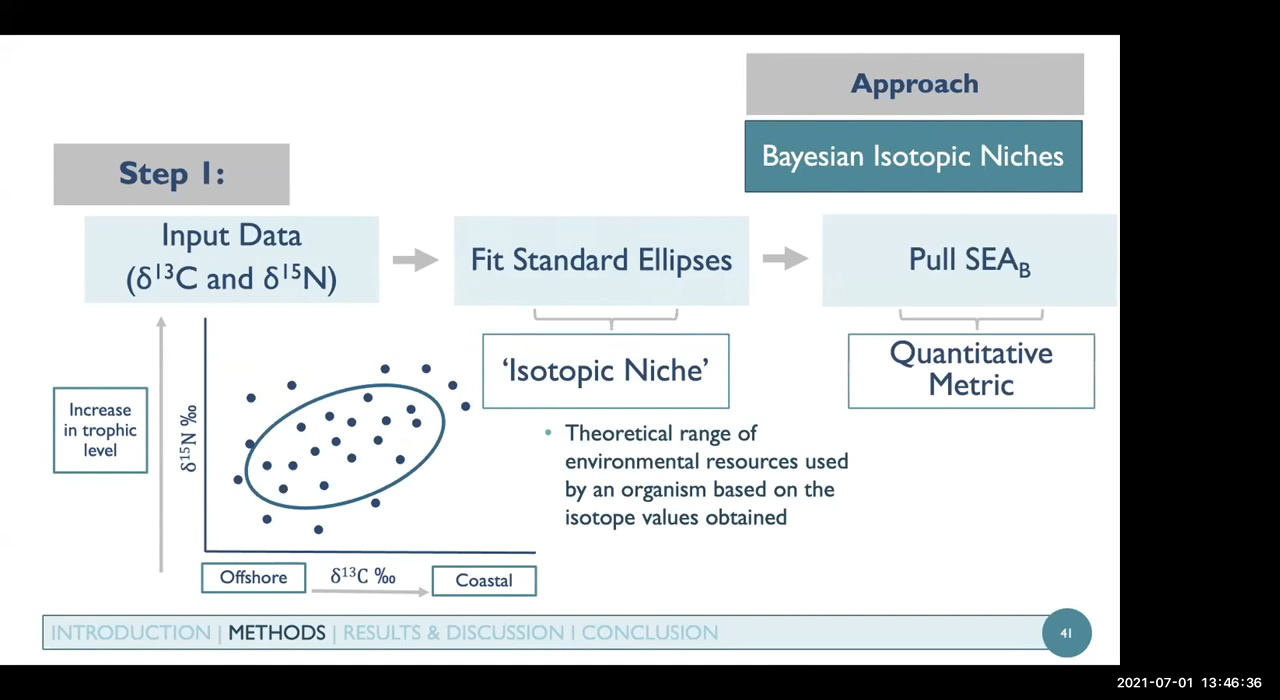 Approach
Bayesian Isotopic Niches
Step 1:
Input Data
(δ¹³C and δ¹⁵N)
Fit Standard Ellipses
Pull SEA_B
'Isotopic Niche'
Quantitative
Metric
Increase
in trophic
level
δ¹⁵N ‰
• Theoretical range of
environmental resources used
by an organism based on the
isotope values obtained
Offshore
δ¹³C ‰
Coastal
INTRODUCTION | METHODS | RESULTS & DISCUSSION I CONCLUSION
41
2021-07-01 13:46:36